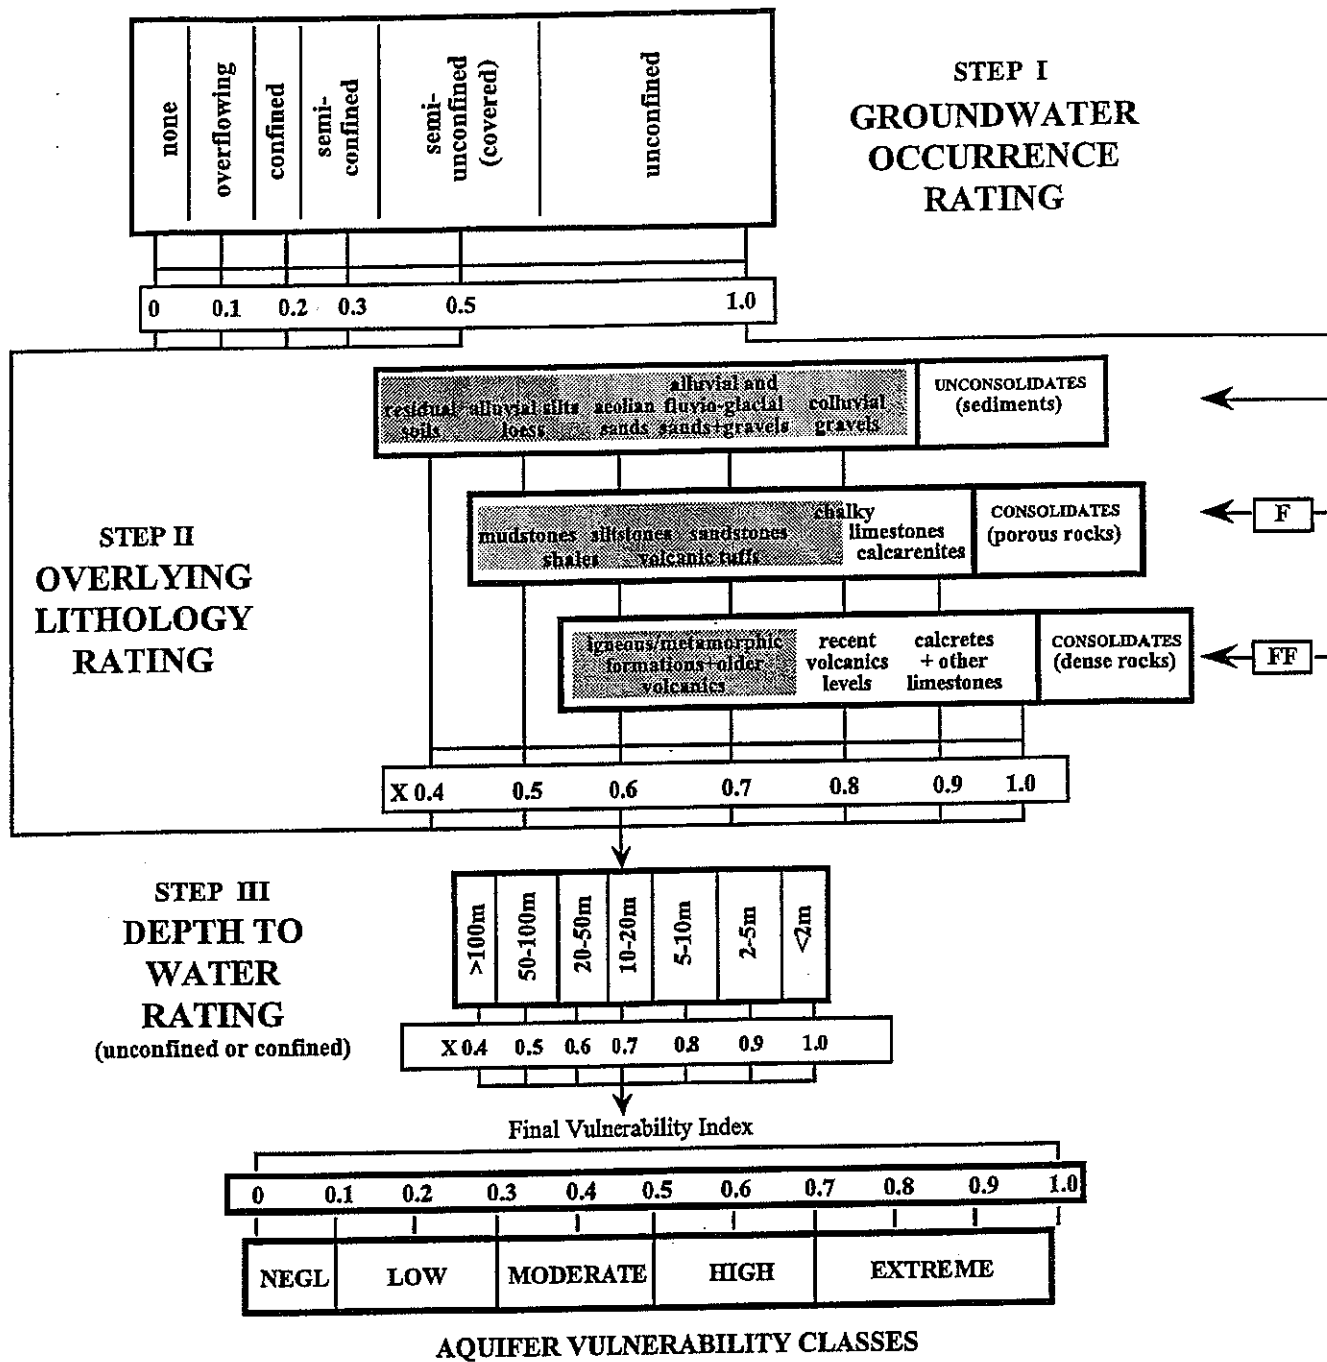 none
overflowing
confined
semi-
confined
semi-
unconfined
(covered)
unconfined
STEP I
GROUNDWATER
OCCURRENCE
RATING
0 0.1 0.2 0.3 0.5 1.0
residual alluvial silts aeolian alluvial and fluvio-glacial colluvial
soils loess sands sands+gravels gravels
UNCONSOLIDATES
(sediments)
STEP II
OVERLYING
LITHOLOGY
RATING
chalky
mudstones siltstones sandstones limestones
shales volcanic tuffs calcarenites
CONSOLIDATES
(porous rocks)
F
igneous/metamorphic
formations+older
volcanics
recent
volcanics
levels
calcretes
+ other
limestones
CONSOLIDATES
(dense rocks)
FF
X 0.4 0.5 0.6 0.7 0.8 0.9 1.0
STEP III
DEPTH TO
WATER
RATING
(unconfined or confined)
>100m
50-100m
20-50m
10-20m
5-10m
2-5m
<2m
X 0.4 0.5 0.6 0.7 0.8 0.9 1.0
Final Vulnerability Index
0 0.1 0.2 0.3 0.4 0.5 0.6 0.7 0.8 0.9 1.0
NEGL LOW MODERATE HIGH EXTREME
AQUIFER VULNERABILITY CLASSES